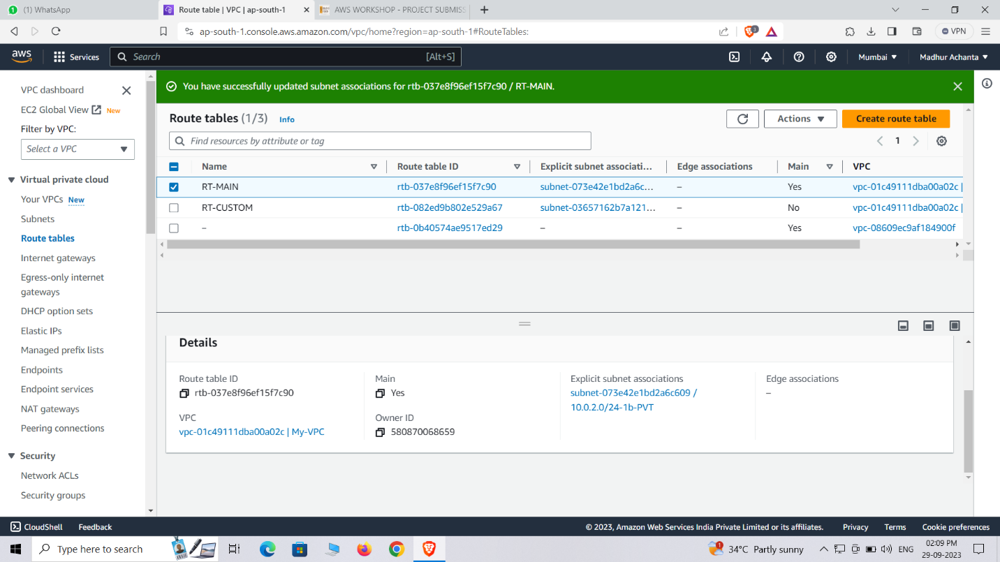 (1) WhatsApp
Route table | VPC | ap-south-1
AWS WORKSHOP - PROJECT SUBMISS
ap-south-1.console.aws.amazon.com/vpc/home?region=ap-south-1#RouteTables:
3
VPN
aws
Services
Search
[Alt+S]
Mumbai
Madhur Achanta
VPC dashboard
EC2 Global View New
Filter by VPC:
Select a VPC
Virtual private cloud
Your VPCs New
Subnets
Route tables
Internet gateways
Egress-only internet
gateways
DHCP option sets
Elastic IPs
Managed prefix lists
Endpoints
Endpoint services
NAT gateways
Peering connections
Security
Network ACLs
Security groups
You have successfully updated subnet associations for rtb-037e8f96ef15f7c90 / RT-MAIN.
Route tables (1/3) Info
Actions
Create route table
Find resources by attribute or tag
1
Name Route table ID Explicit subnet associati... Edge associations Main VPC
RT-MAIN rtb-037e8f96ef15f7c90 subnet-073e42e1bd2a6c... – Yes vpc-01c49111dba00a02c |
RT-CUSTOM rtb-082ed9b802e529a67 subnet-03657162b7a121... – No vpc-01c49111dba00a02c |
– rtb-0b40574ae9517ed29 – – Yes vpc-08609ec9af184900f
Details
Route table ID
rtb-037e8f96ef15f7c90
Main
Yes
Explicit subnet associations
subnet-073e42e1bd2a6c609 /
10.0.2.0/24-1b-PVT
Edge associations
–
VPC
vpc-01c49111dba00a02c | My-VPC
Owner ID
580870068659
CloudShell Feedback © 2023, Amazon Web Services India Private Limited or its affiliates. Privacy Terms Cookie preferences
Type here to search
1
34°C Partly sunny
ENG
02:09 PM
29-09-2023